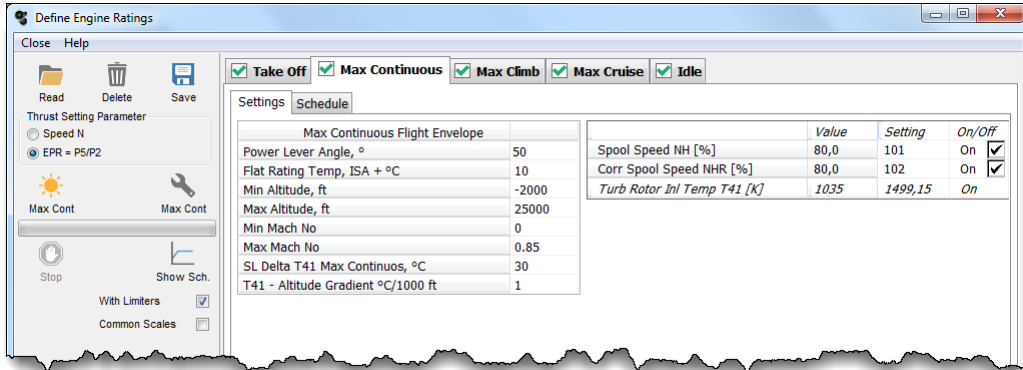 Define Engine Ratings
Close Help
Read Delete Save
Thrust Setting Parameter
Speed N
EPR = P5/P2
Max Cont Max Cont
Stop Show Sch.
With Limiters
Common Scales
Take Off Max Continuous Max Climb Max Cruise Idle
Settings Schedule
Max Continuous Flight Envelope
Power Lever Angle, º 50
Flat Rating Temp, ISA + ºC 10
Min Altitude, ft -2000
Max Altitude, ft 25000
Min Mach No 0
Max Mach No 0.85
SL Delta T41 Max Continuos, ºC 30
T41 - Altitude Gradient ºC/1000 ft 1
Value Setting On/Off
Spool Speed NH [%] 80,0 101 On
Corr Spool Speed NHR [%] 80,0 102 On
Turb Rotor Inl Temp T41 [K] 1035 1499,15 On